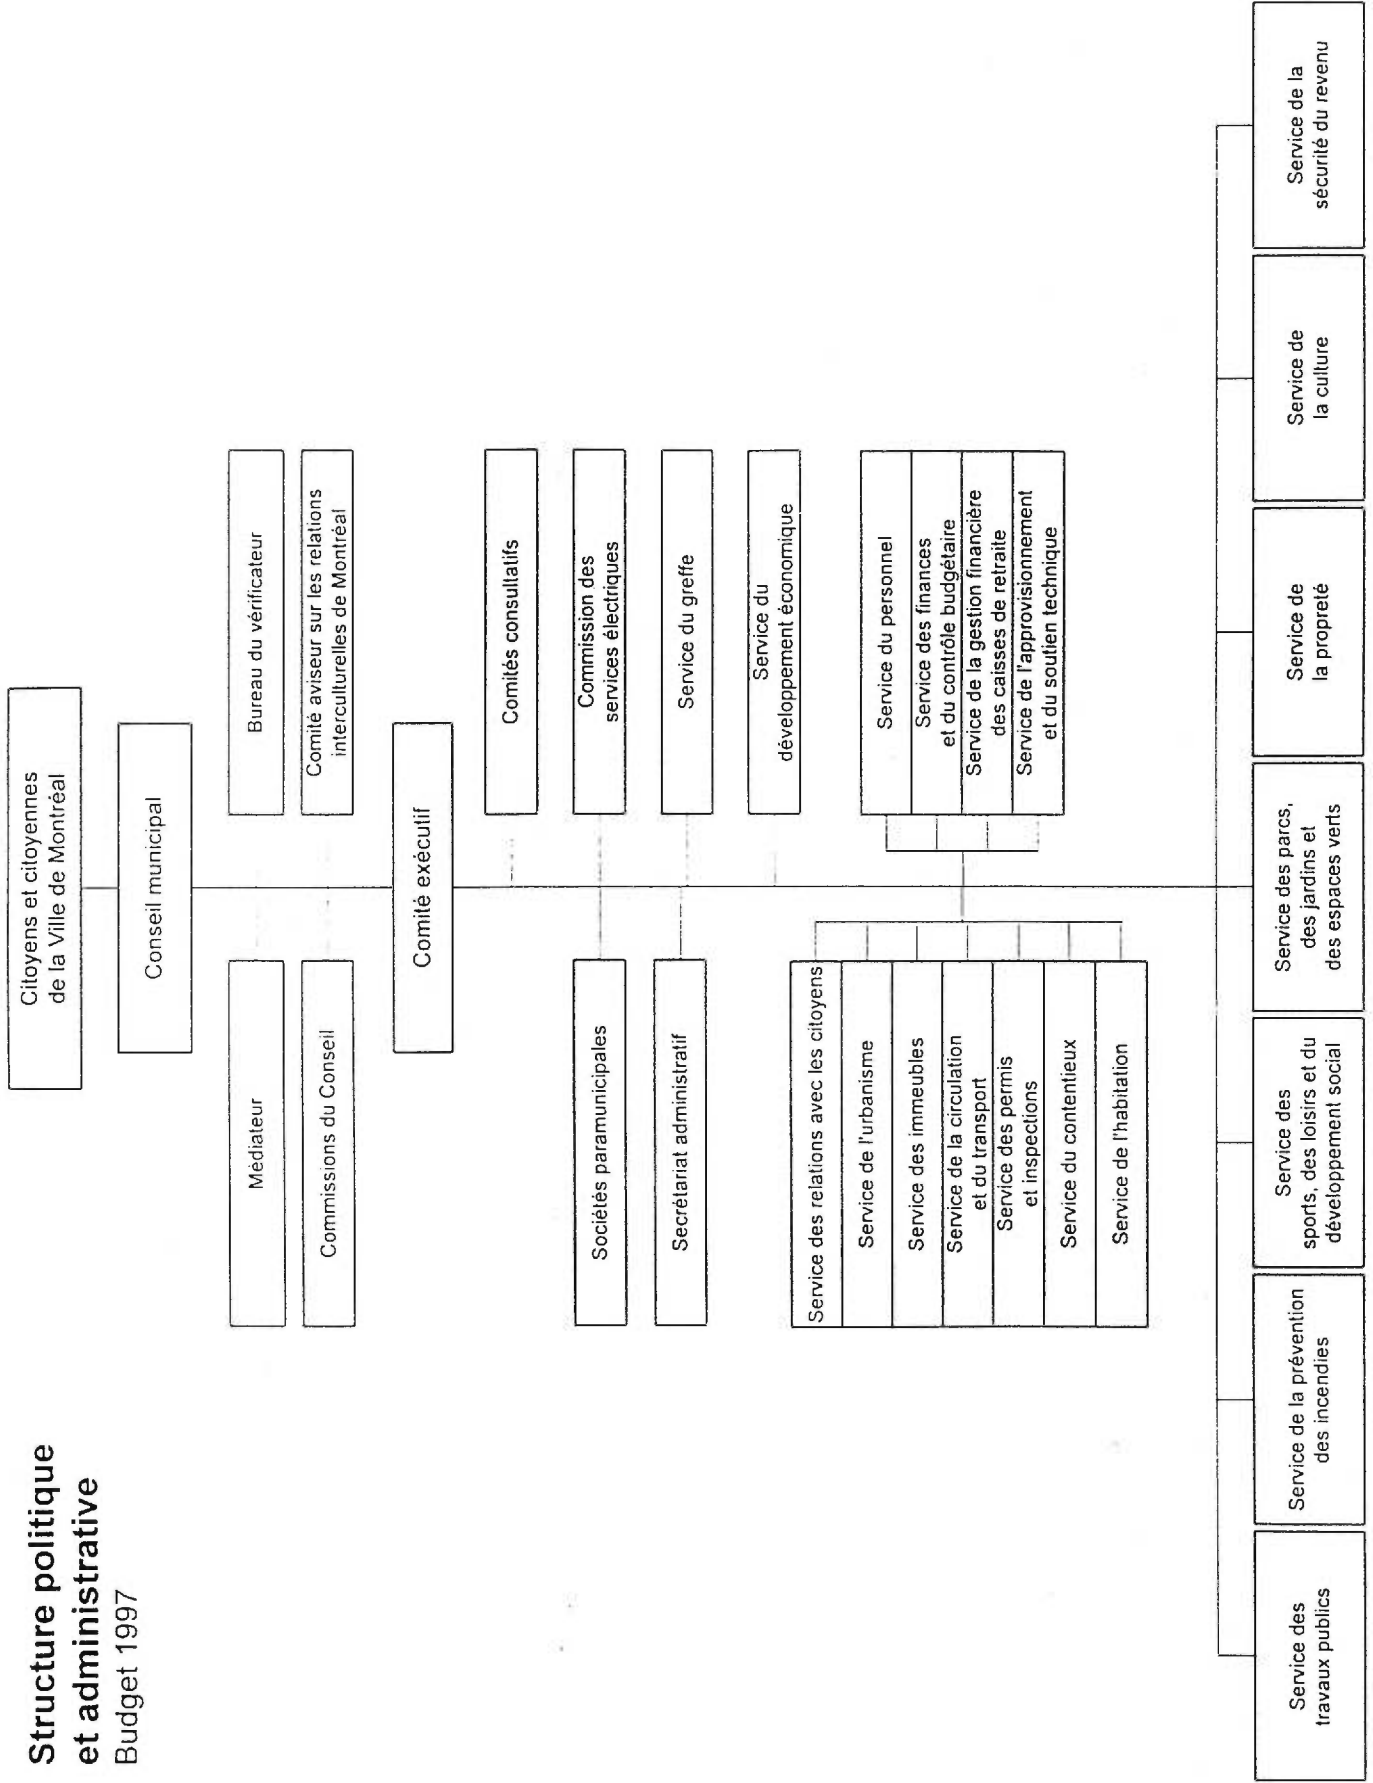 Structure politique
et administrative
Budget 1997
Citoyens et citoyennes
de la Ville de Montréal
Conseil municipal
Médiateur
Bureau du vérificateur
Commissions du Conseil
Comité aviseur sur les relations
interculturelles de Montréal
Comité exécutif
Comités consultatifs
Sociétés paramunicipales
Commission des
services électriques
Secrétariat administratif
Service du greffe
Service du
développement économique
Service des relations avec les citoyens
Service de l'urbanisme
Service des immeubles
Service de la circulation
et du transport
Service des permis
et inspections
Service du contentieux
Service de l'habitation
Service du personnel
Service des finances
et du contrôle budgétaire
Service de la gestion financière
des caisses de retraite
Service de l'approvisionnement
et du soutien technique
Service des
travaux publics
Service de la prévention
des incendies
Service des
sports, des loisirs et du
développement social
Service des parcs,
des jardins et
des espaces verts
Service de
la propreté
Service de
la culture
Service de la
sécurité du revenu